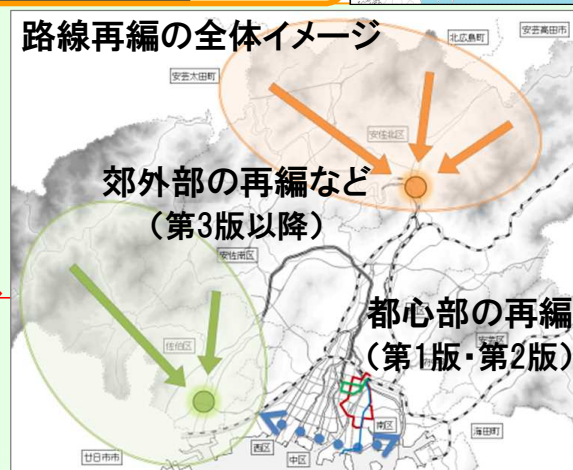 路線再編の全体イメージ
北広島町
安芸高田市
安芸太田町
安佐北区
郊外部の再編など
（第3版以降）
安佐南区
都心部の再編
（第1版・第2版）
佐伯区
安芸区
西区
南区
中区
海田町
廿日市市